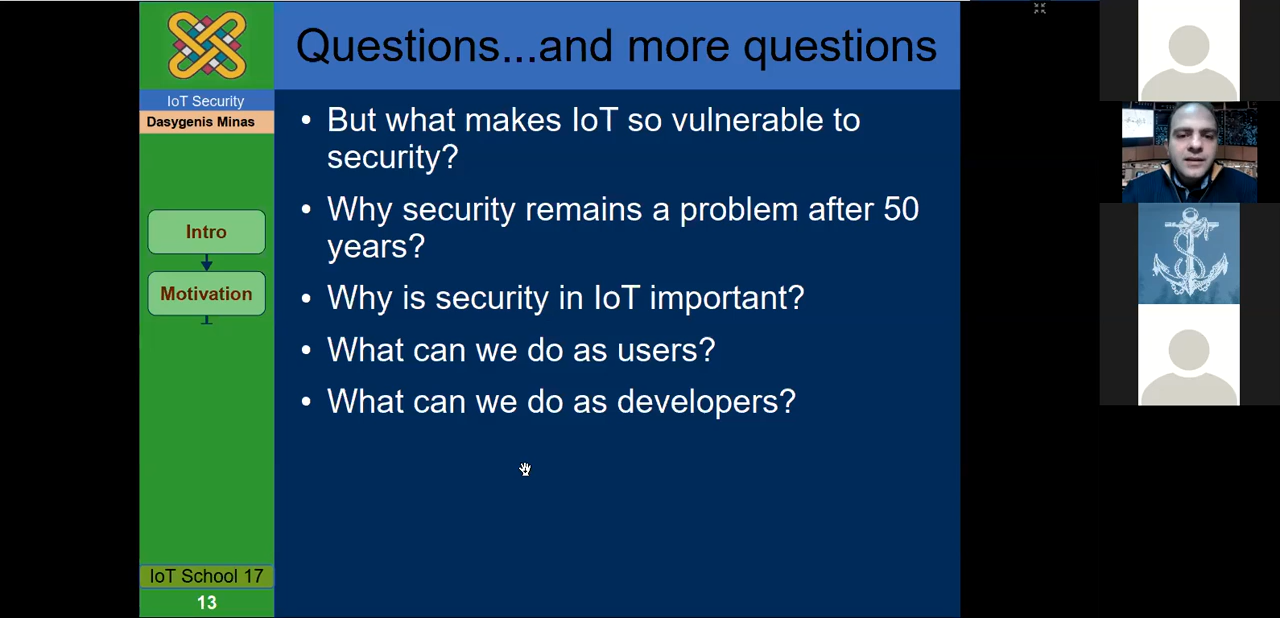 Questions...and more questions
IoT Security
Dasygenis Minas
Intro
Motivation
• But what makes IoT so vulnerable to
security?
• Why security remains a problem after 50
years?
• Why is security in IoT important?
• What can we do as users?
• What can we do as developers?
IoT School 17
13